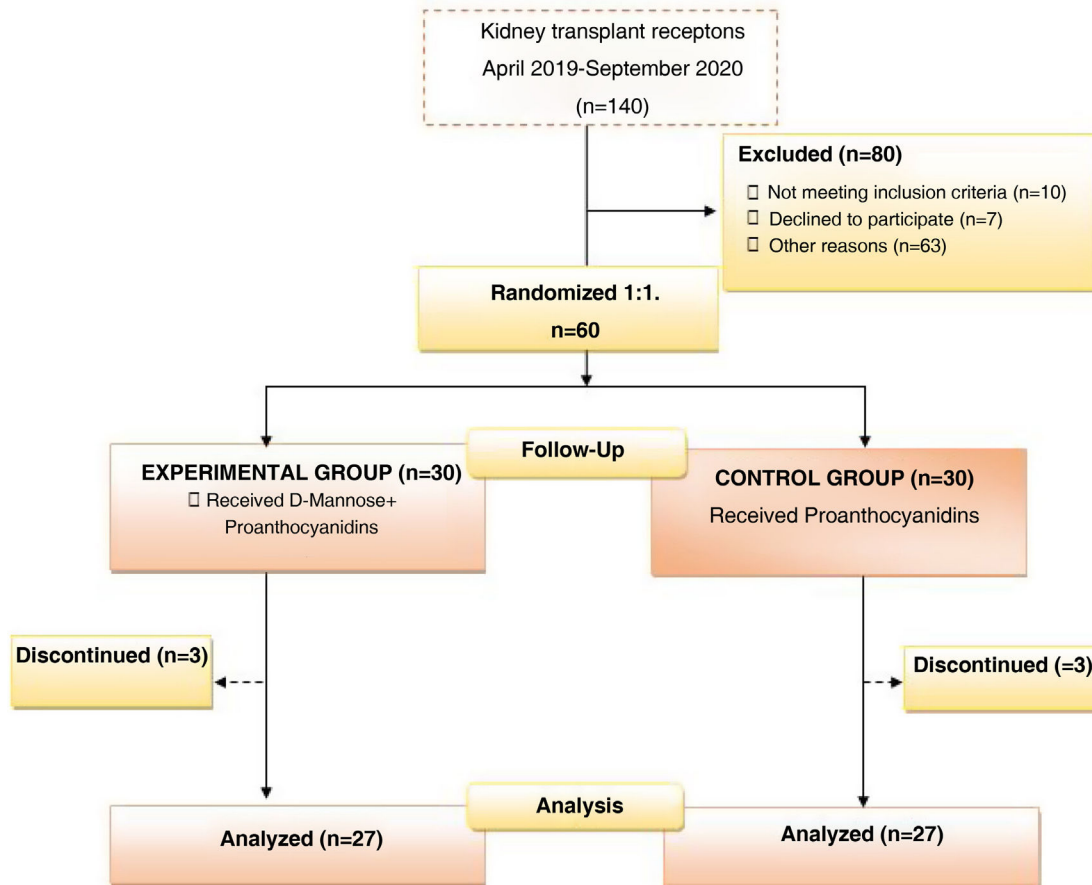 Kidney transplant receptons
April 2019-September 2020
(n=140)
Excluded (n=80)
Not meeting inclusion criteria (n=10)
Declined to participate (n=7)
Other reasons (n=63)
Randomized 1:1.
n=60
Follow-Up
EXPERIMENTAL GROUP (n=30)
Received D-Mannose+
Proanthocyanidins
CONTROL GROUP (n=30)
Received Proanthocyanidins
Discontinued (n=3)
Discontinued (=3)
Analysis
Analyzed (n=27)
Analyzed (n=27)